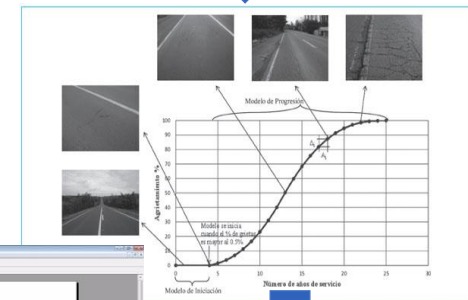 Modelo de Progresión
Agrietamiento %
100
90
80
70
60
50
40
30
20
10
0
Modelo se inicia
cuando el % de grietas
es mayor al 0.5%
0 5 10 15 20 25 30
Número de años de servicio
Modelo de Iniciación